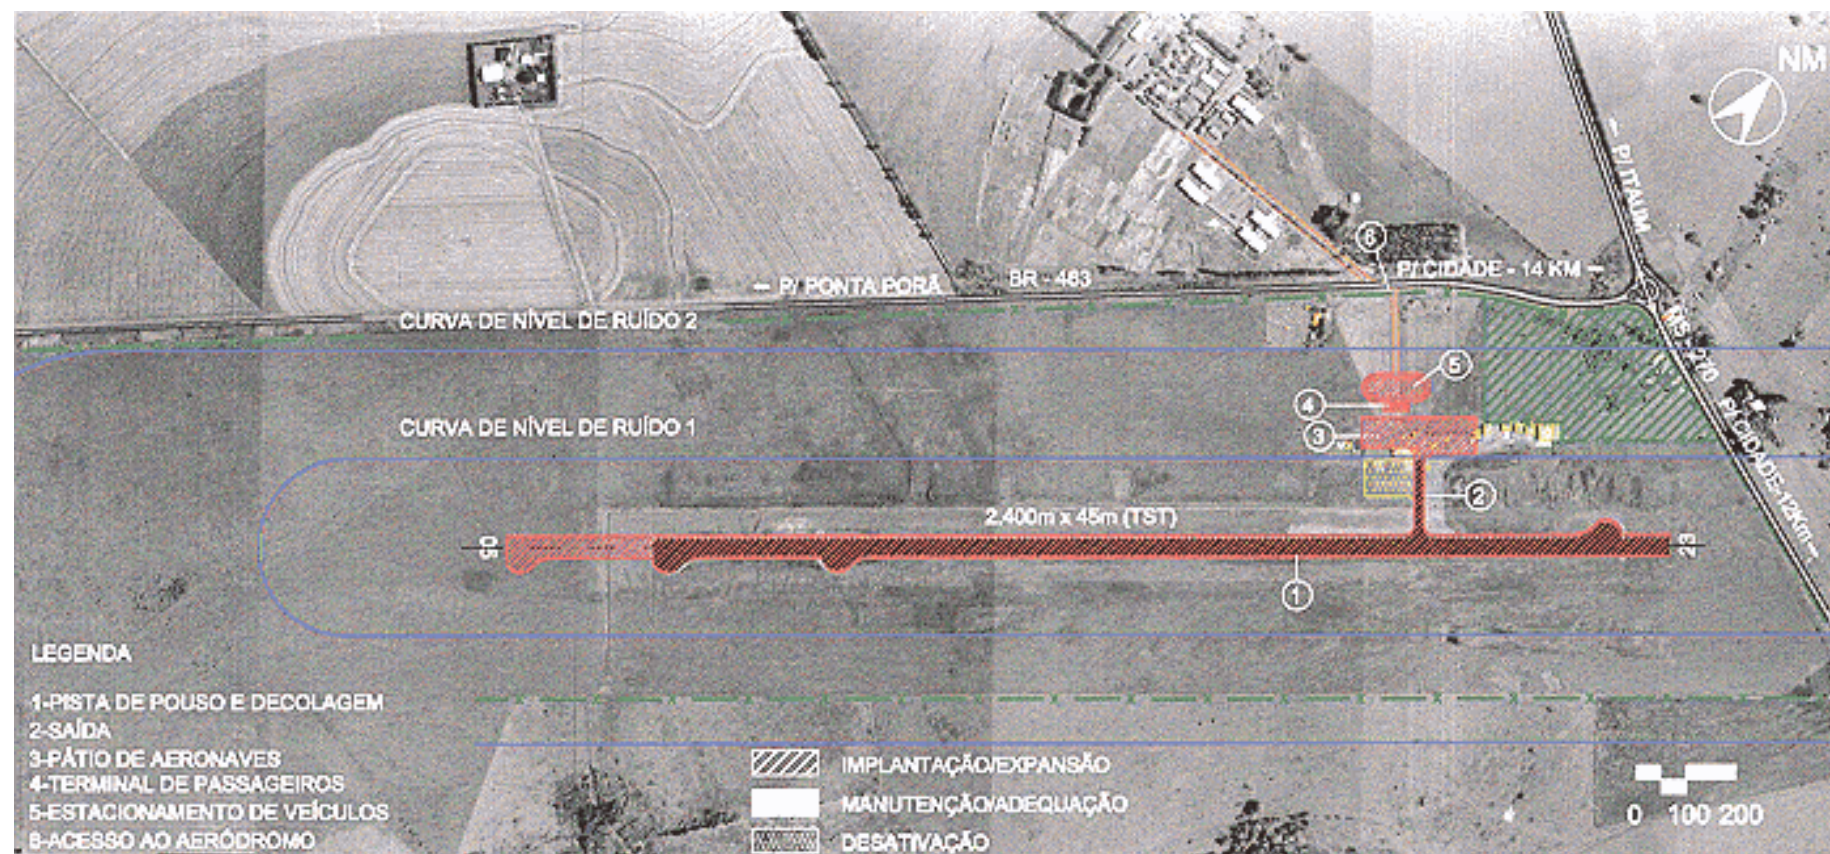 NM
← P/ ITAUM
6
← P/ PONTA PORÃ
BR - 463
P/ CIDADE - 14 KM →
MS-270
CURVA DE NÍVEL DE RUÍDO 2
5
4
CURVA DE NÍVEL DE RUÍDO 1
3
P/ CIDADE-12Km→
2
2.400m x 45m (TST)
05
23
1
LEGENDA
1-PISTA DE POUSO E DECOLAGEM
2-SAÍDA
3-PÁTIO DE AERONAVES
4-TERMINAL DE PASSAGEIROS
5-ESTACIONAMENTO DE VEÍCULOS
6-ACESSO AO AERÓDROMO
IMPLANTAÇÃO/EXPANSÃO
MANUTENÇÃO/ADEQUAÇÃO
DESATIVAÇÃO
0 100 200